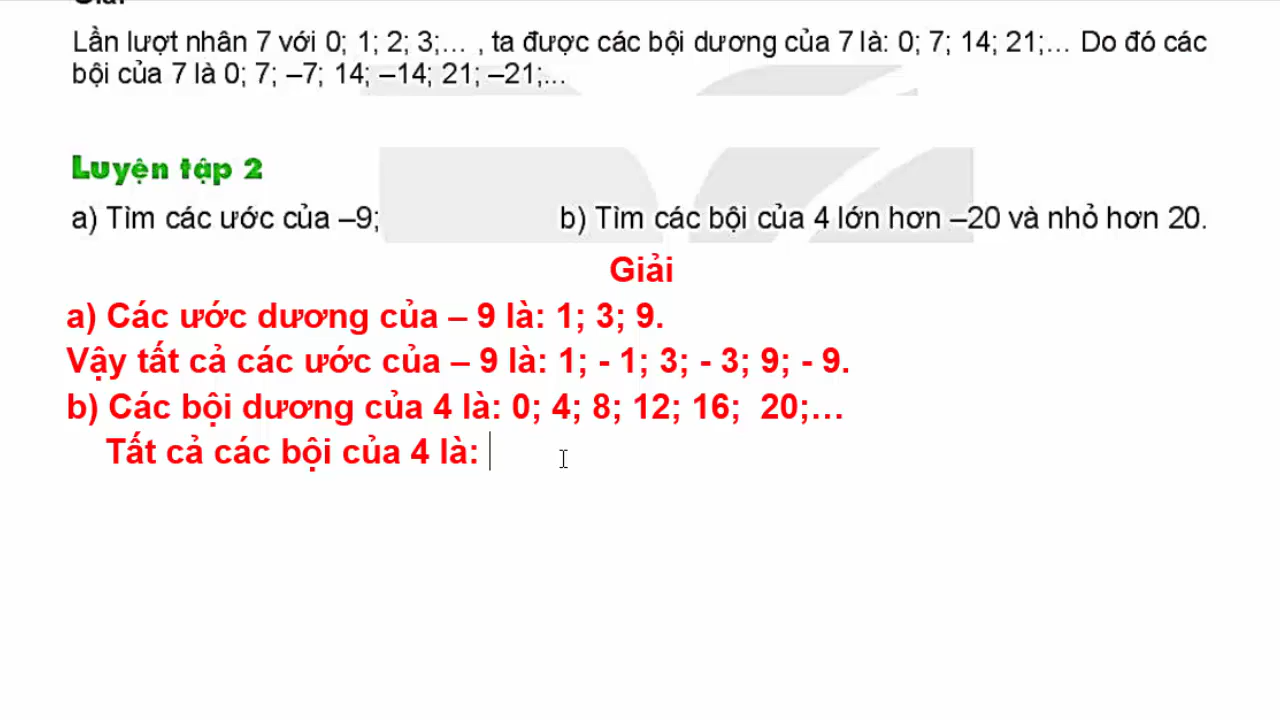 Giải
Lần lượt nhân 7 với 0; 1; 2; 3;... , ta được các bội dương của 7 là: 0; 7; 14; 21;... Do đó các
bội của 7 là 0; 7; –7; 14; –14; 21; –21;...
Luyện tập 2
a) Tìm các ước của –9; b) Tìm các bội của 4 lớn hơn –20 và nhỏ hơn 20.
Giải
a) Các ước dương của – 9 là: 1; 3; 9.
Vậy tất cả các ước của – 9 là: 1; - 1; 3; - 3; 9; - 9.
b) Các bội dương của 4 là: 0; 4; 8; 12; 16; 20;...
Tất cả các bội của 4 là: